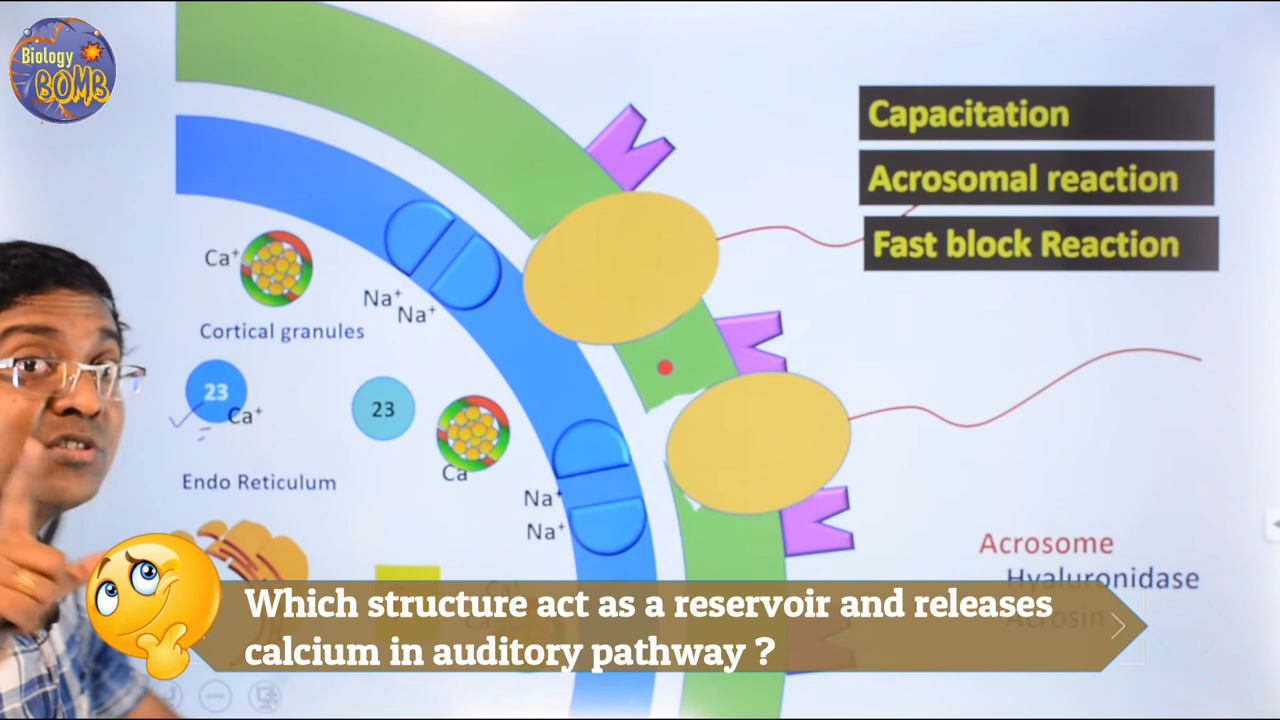 Biology
BOMB
Capacitation
Acrosomal reaction
Fast block Reaction
Ca⁺
Cortical granules
Na⁺
Na⁺
23
Ca⁺
23
Ca
Endo Reticulum
Na⁺
Na⁺
Acrosome
Hyaluronidase
Acrosin
Which structure act as a reservoir and releases
calcium in auditory pathway ?